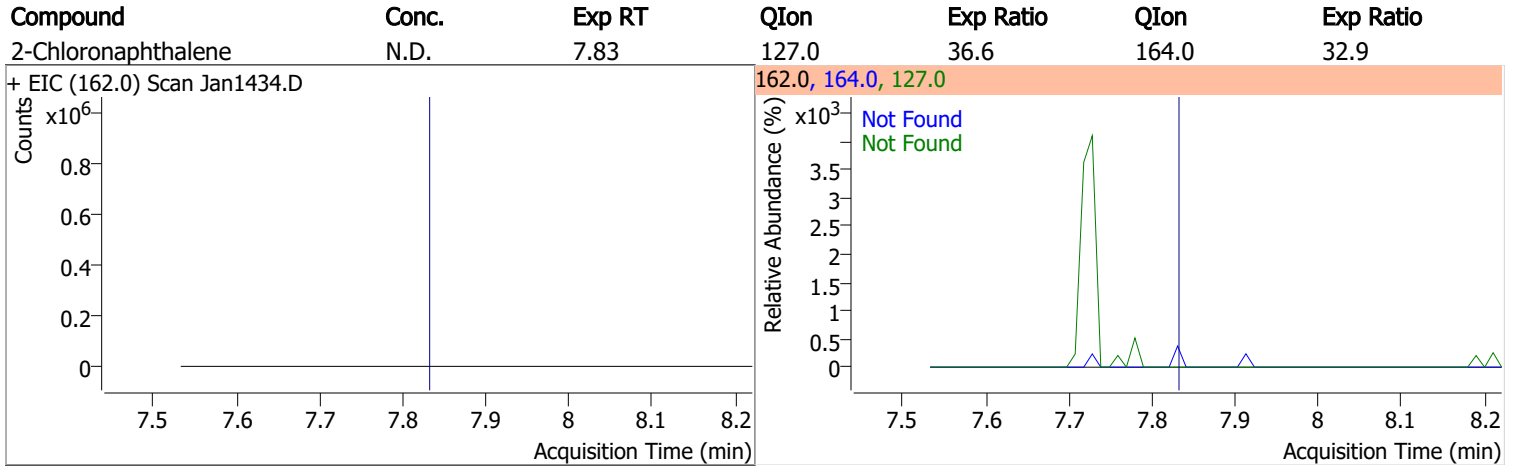 Compound Conc. Exp RT QIon Exp Ratio QIon Exp Ratio
2-Chloronaphthalene N.D. 7.83 127.0 36.6 164.0 32.9
+ EIC (162.0) Scan Jan1434.D
Counts
x10⁶
0.8
0.6
0.4
0.2
0
7.5 7.6 7.7 7.8 7.9 8 8.1 8.2
Acquisition Time (min)
162.0, 164.0, 127.0
Relative Abundance (%)
x10³
Not Found
Not Found
3.5
3
2.5
2
1.5
1
0.5
0
7.5 7.6 7.7 7.8 7.9 8 8.1 8.2
Acquisition Time (min)